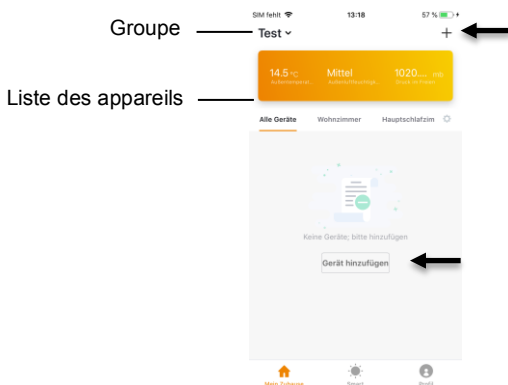 SIM fehlt 13:18 57 %
Groupe
Test
+
14.5 °C Mittel 1020....
Liste des appareils
Alle Geräte Wohnzimmer Hauptschlafzim
Keine Geräte; bitte hinzufügen
Gerät hinzufügen
Mein Zuhause Smart Profil